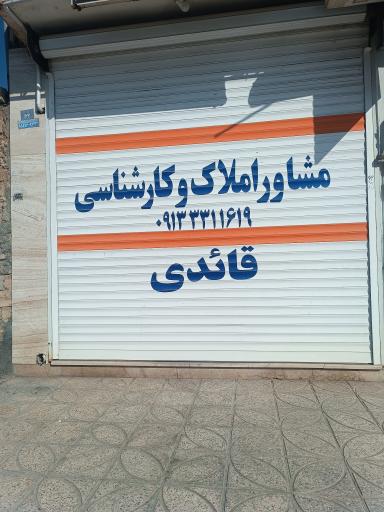 مشاور املاک و کارشناسی
۰۹۱۳۳۳۱۱۶۱۹
قائدی